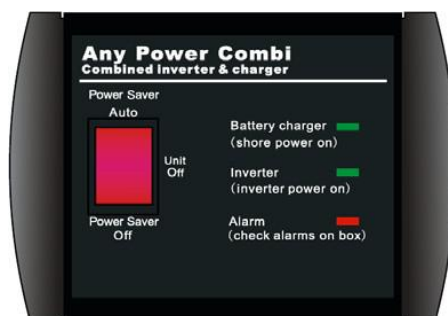 Any Power Combi
Combined inverter & charger
Power Saver
Auto
Unit
Off
Power Saver
Off
Battery charger
(shore power on)
Inverter
(inverter power on)
Alarm
(check alarms on box)